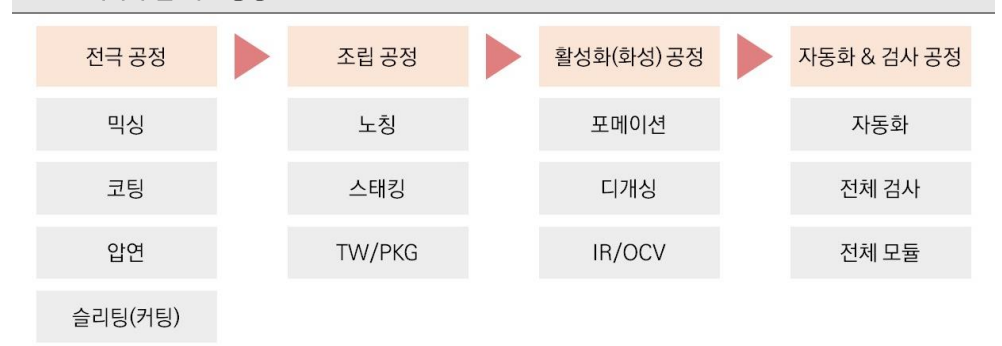 전극 공정
조립 공정
활성화(화성) 공정
자동화 & 검사 공정
믹싱
노칭
포메이션
자동화
코팅
스태킹
디개싱
전체 검사
압연
TW/PKG
IR/OCV
전체 모듈
슬리팅(커팅)